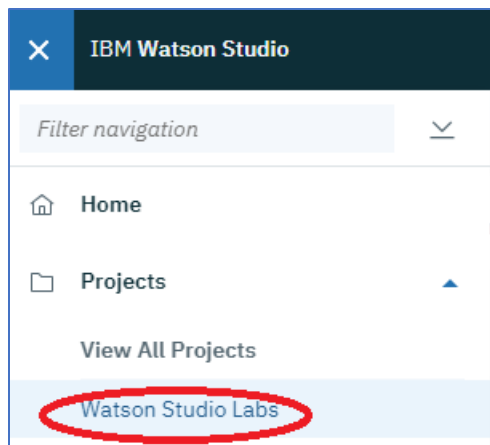 IBM Watson Studio
Filter navigation
Home
Projects
View All Projects
Watson Studio Labs